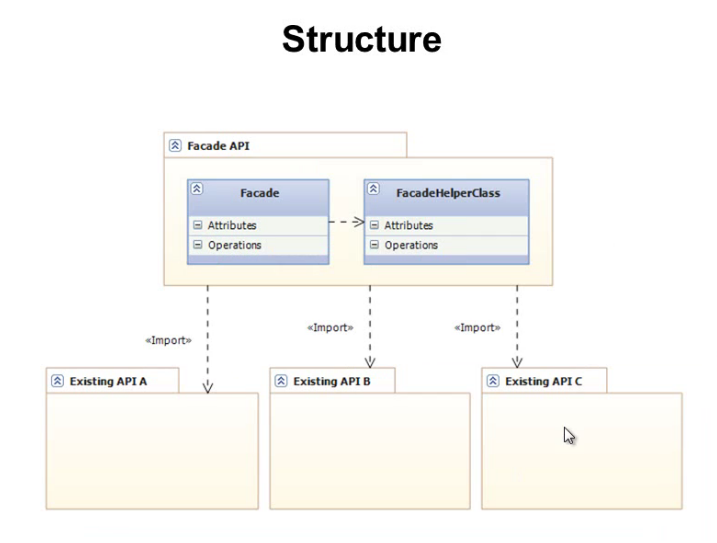 Structure
Facade API
Facade
FacadeHelperClass
Attributes
Attributes
Operations
Operations
«Import»
«Import»
«Import»
Existing API A
Existing API B
Existing API C